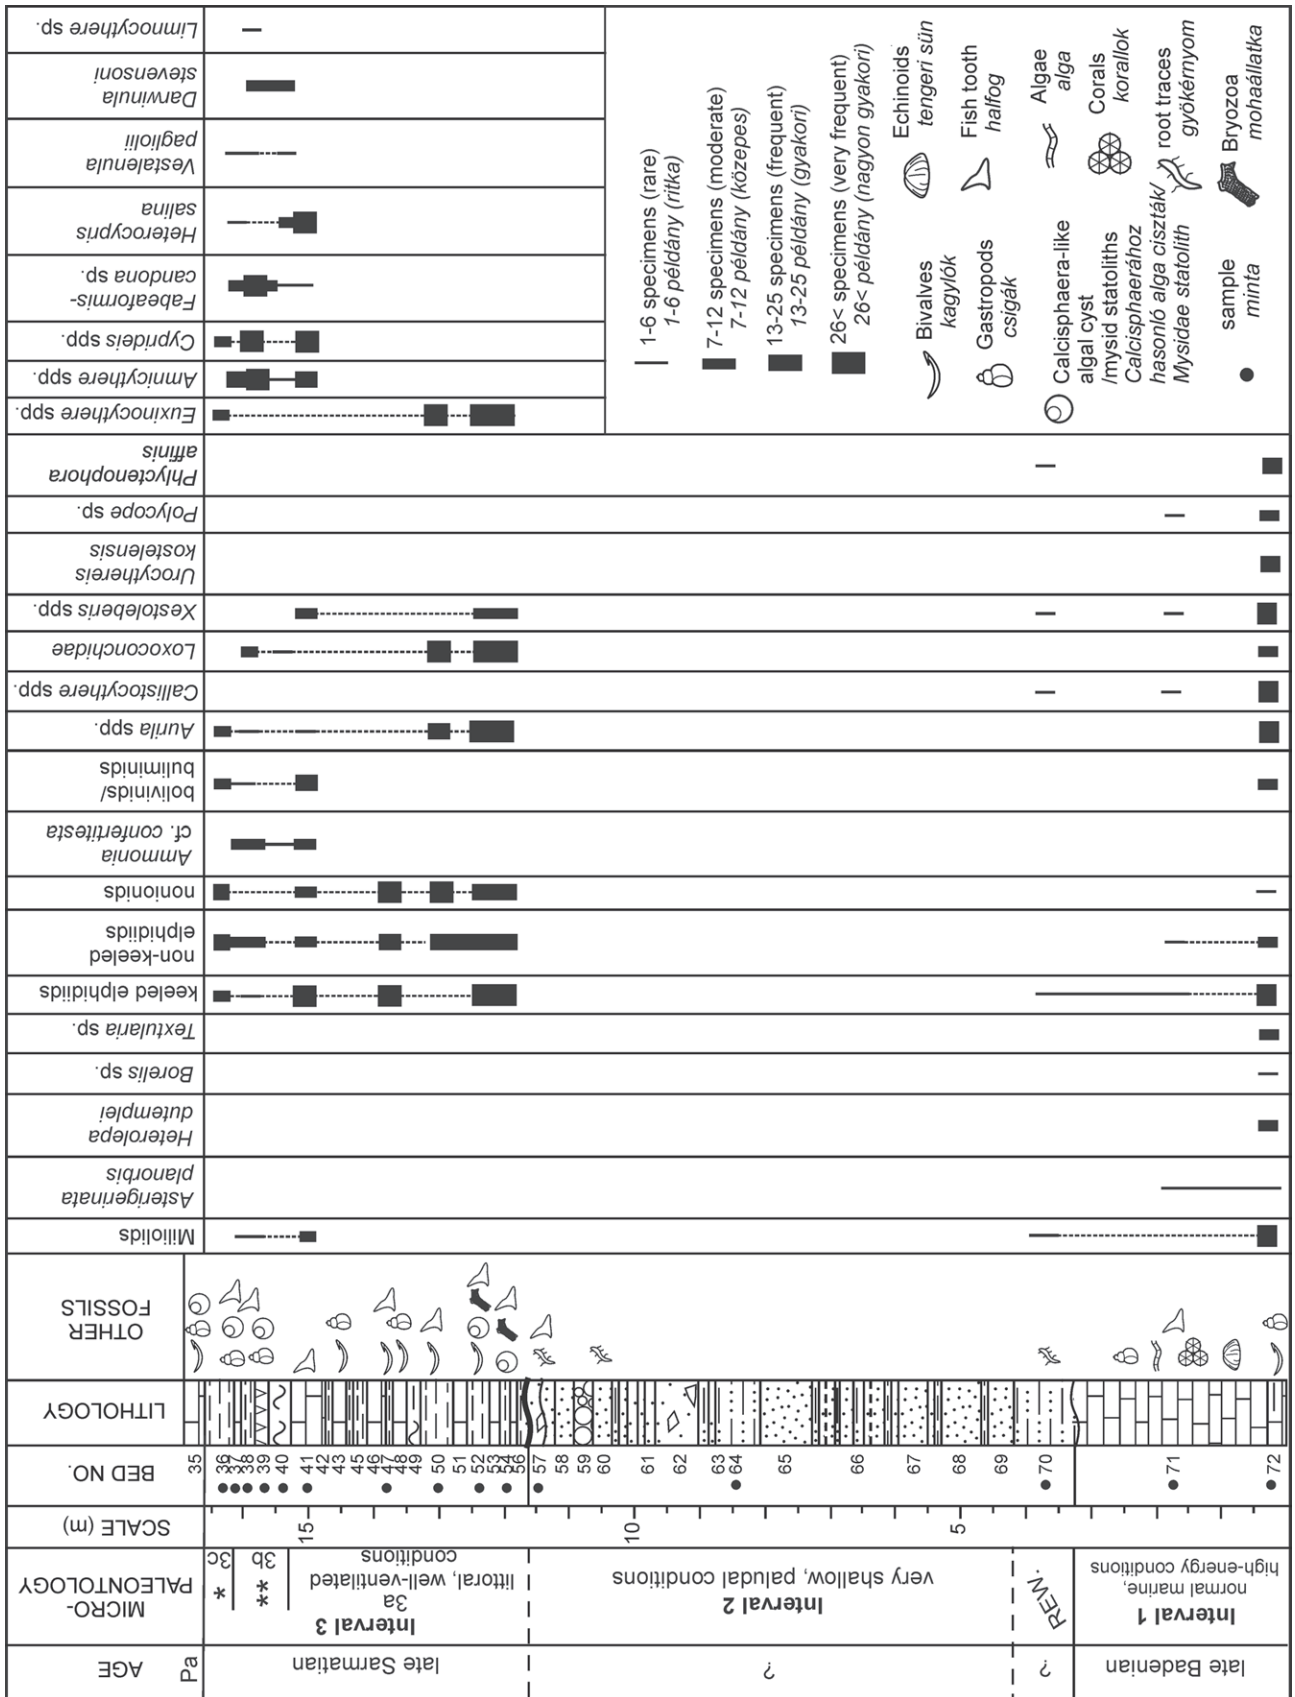 AGE
Pa
late Sarmatian
?
?
late Badenian
MICRO-
PALEONTOLOGY
*
3c
**
3b
Interval 3
3a
littoral, well-ventilated
conditions
Interval 2
very shallow, paludal conditions
REW.
Interval 1
normal marine,
high-energy conditions
SCALE (m)
15
10
5
BED NO.
35
36
37
38
39
40
41
42
43
45
46
47
48
49
50
51
52
53
54
56
57
58
59
60
61
62
63
64
65
66
67
68
69
70
71
72
LITHOLOGY
OTHER
FOSSILS
Miliolids
Asterigerinata
planorbis
Heterolepa
dutemplei
Borelis sp.
Textularia sp.
keeled elphidiids
non-keeled
elphidiids
nonionids
Ammonia
cf. confertitesta
bolivinids/
buliminids
Aurila spp.
Callistocythere spp.
Loxoconchidae
Xestoleberis spp.
Urocythereis
kostelensis
Polycope sp.
Phlyctenophora
affinis
Euxinocythere spp.
Amnicythere spp.
Cyprideis spp.
Fabeaformis-
candona sp.
Heterocypris
salina
Vestalenula
pagliolii
Darwinula
stevensoni
Limnocythere sp.
1-6 specimens (rare)
1-6 példány (ritka)
7-12 specimens (moderate)
7-12 példány (közepes)
13-25 specimens (frequent)
13-25 példány (gyakori)
26< specimens (very frequent)
26< példány (nagyon gyakori)
Bivalves
kagylók
Gastropods
csigák
Calcisphaera-like
algal cyst
/mysid statoliths
Calcisphaerához
hasonló alga ciszták/
Mysidae statolith
sample
minta
Echinoids
tengeri sün
Fish tooth
halfog
Algae
alga
Corals
korallok
root traces
gyökérnyom
Bryozoa
mohaállatka